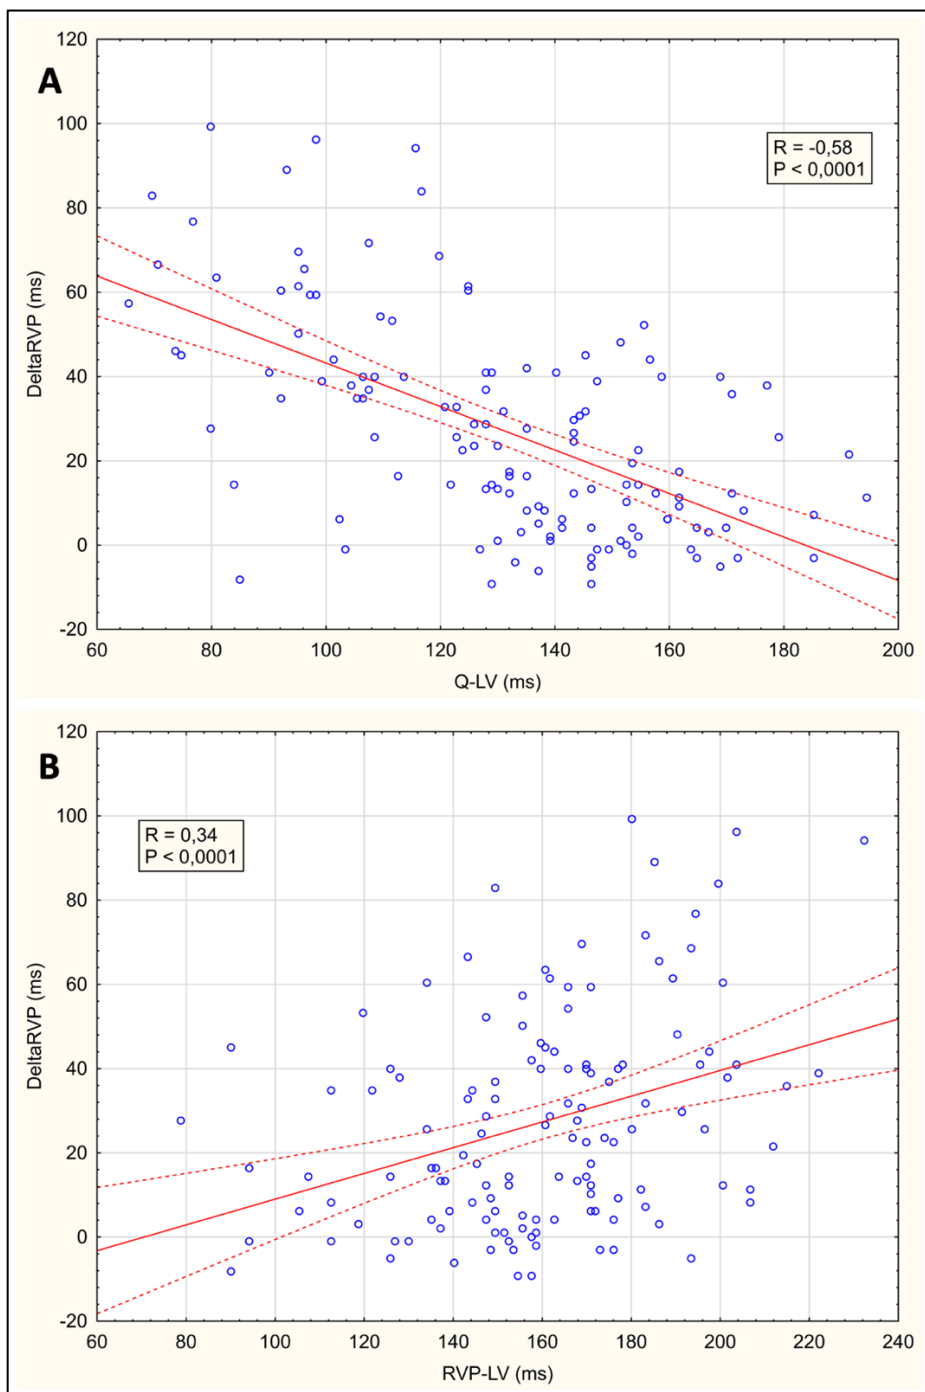 A
120
100
80
60
40
20
0
-20
DeltaRVP (ms)
R = -0,58
P < 0,0001
60 80 100 120 140 160 180 200
Q-LV (ms)
B
120
100
80
60
40
20
0
-20
DeltaRVP (ms)
R = 0,34
P < 0,0001
60 80 100 120 140 160 180 200 220 240
RVP-LV (ms)